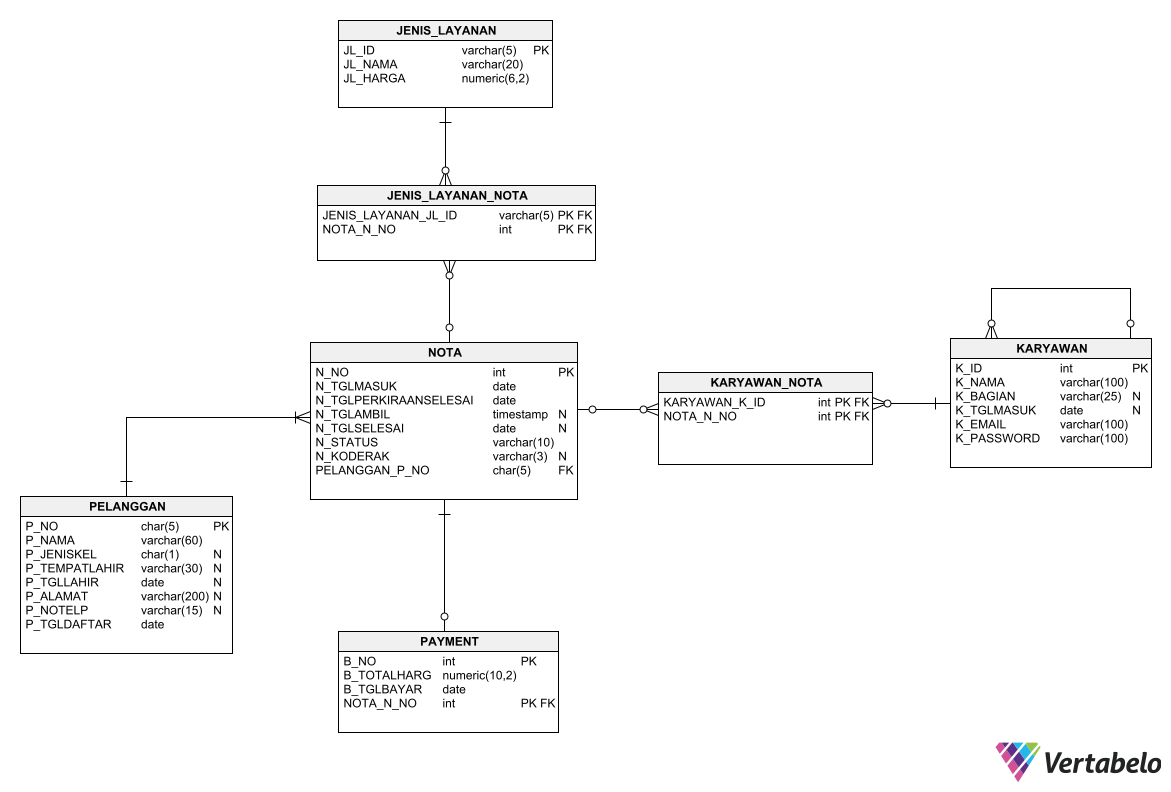 JENIS_LAYANAN
JL_ID varchar(5) PK
JL_NAMA varchar(20)
JL_HARGA numeric(6,2)
JENIS_LAYANAN_NOTA
JENIS_LAYANAN_JL_ID varchar(5) PK FK
NOTA_N_NO int PK FK
NOTA
N_NO int PK
N_TGLMASUK date
N_TGLPERKIRAANSELESAI date
N_TGLAMBIL timestamp N
N_TGLSELESAI date N
N_STATUS varchar(10)
N_KODERAK varchar(3) N
PELANGGAN_P_NO char(5) FK
KARYAWAN_NOTA
KARYAWAN_K_ID int PK FK
NOTA_N_NO int PK FK
KARYAWAN
K_ID int PK
K_NAMA varchar(100)
K_BAGIAN varchar(25) N
K_TGLMASUK date N
K_EMAIL varchar(100)
K_PASSWORD varchar(100)
PELANGGAN
P_NO char(5) PK
P_NAMA varchar(60)
P_JENISKEL char(1) N
P_TEMPATLAHIR varchar(30) N
P_TGLLAHIR date N
P_ALAMAT varchar(200) N
P_NOTELP varchar(15) N
P_TGLDAFTAR date
PAYMENT
B_NO int PK
B_TOTALHARG numeric(10,2)
B_TGLBAYAR date
NOTA_N_NO int PK FK
Vertabelo